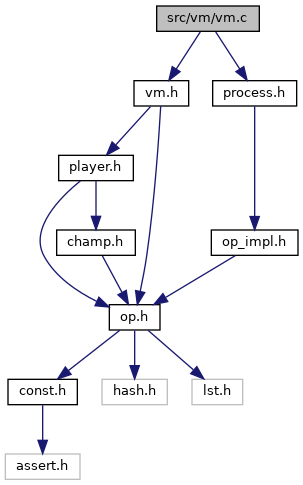 src/vm/vm.c
vm.h
process.h
player.h
champ.h
op_impl.h
op.h
const.h
hash.h
lst.h
assert.h